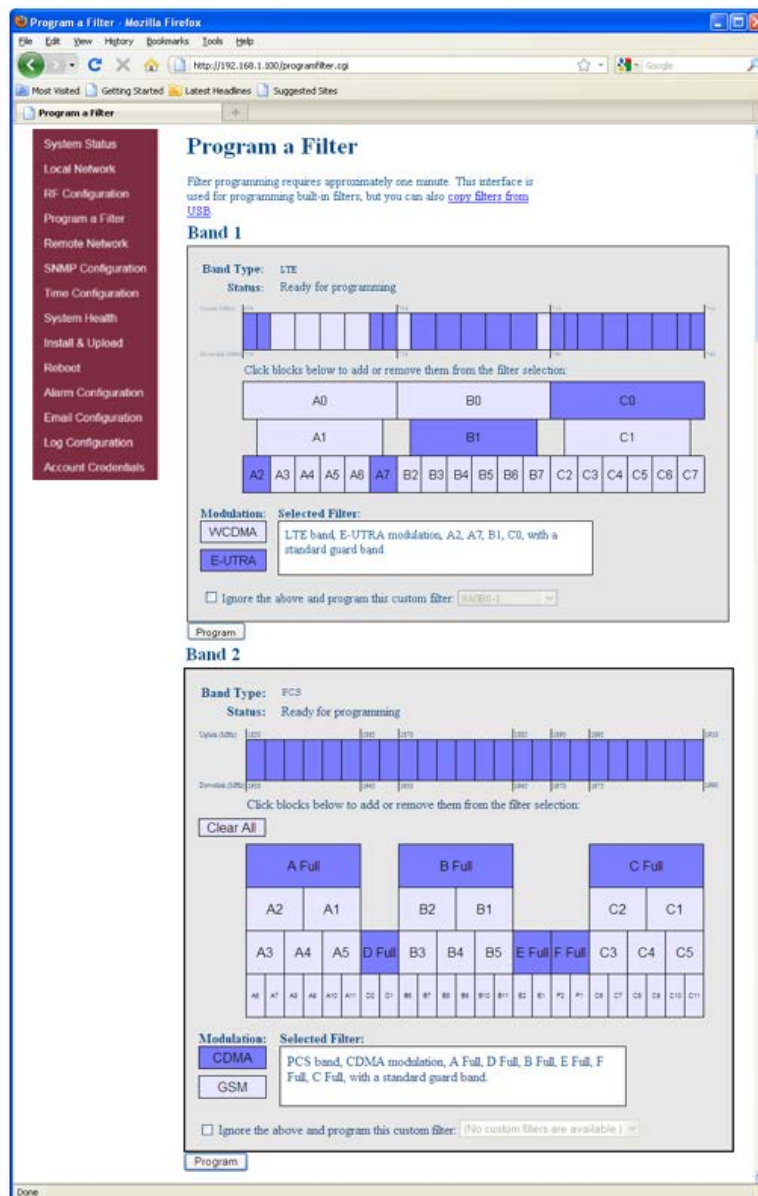 Program a Filter - Mozilla Firefox
File Edit View History Bookmarks Tools Help
http://192.168.1.100/programfilter.cgi
Google
Most Visited Getting Started Latest Headlines Suggested Sites
Program a Filter
System Status
Local Network
RF Configuration
Program a Filter
Remote Network
SNMP Configuration
Time Configuration
System Health
Install & Upload
Reboot
Alarm Configuration
Email Configuration
Log Configuration
Account Credentials
Program a Filter
Filter programming requires approximately one minute. This interface is
used for programming built-in filters, but you can also copy filters from
USB.
Band 1
Band Type: LTE
Status: Ready for programming
Click blocks below to add or remove them from the filter selection:
A0 B0 C0
A1 B1 C1
A2 A3 A4 A5 A6 A7 B2 B3 B4 B5 B6 B7 C2 C3 C4 C5 C6 C7
Modulation: Selected Filter:
WCDMA
E-UTRA
LTE band, E-UTRA modulation, A2, A7, B1, C0, with a
standard guard band.
Ignore the above and program this custom filter:
Program
Band 2
Band Type: PCS
Status: Ready for programming
Uplink (MHz)
Downlink (MHz)
Click blocks below to add or remove them from the filter selection:
Clear All
A Full B Full C Full
A2 A1 B2 B1 C2 C1
A3 A4 A5 D Full B3 B4 B5 E Full F Full C3 C4 C5
Modulation: Selected Filter:
CDMA
GSM
PCS band, CDMA modulation, A Full, D Full, B Full, E Full, F
Full, C Full, with a standard guard band.
Ignore the above and program this custom filter: (No custom filters are available.)
Program
Done